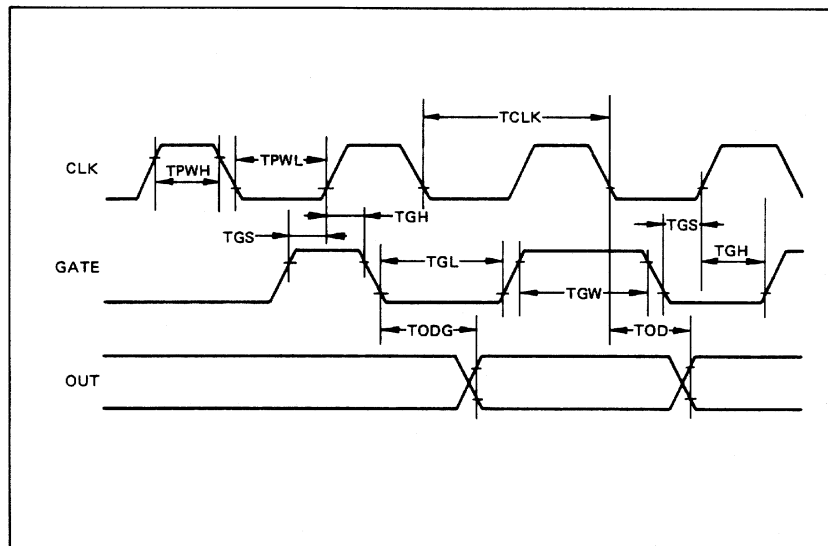 TCLK
CLK
TPWH
TPWL
TGH
TGS
TGS
TGH
GATE
TGL
TGW
TODG
TOD
OUT